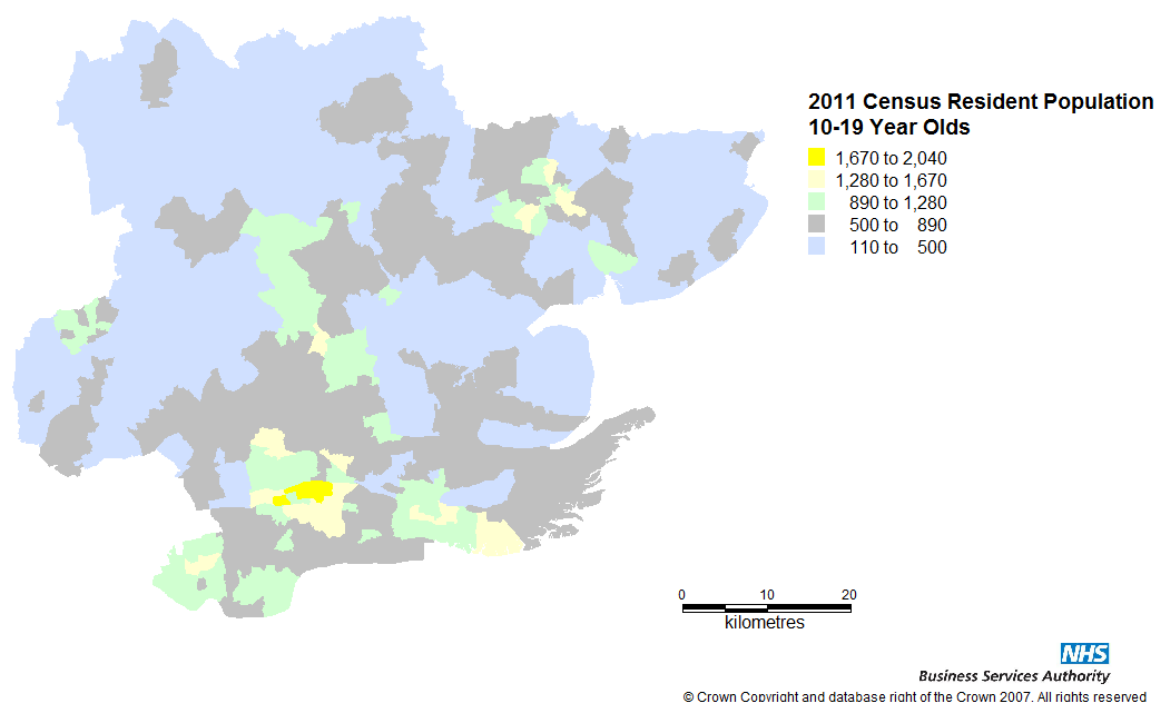 2011 Census Resident Population
10-19 Year Olds
1,670 to 2,040
1,280 to 1,670
890 to 1,280
500 to 890
110 to 500
0 10 20
kilometres
NHS
Business Services Authority
© Crown Copyright and database right of the Crown 2007. All rights reserved